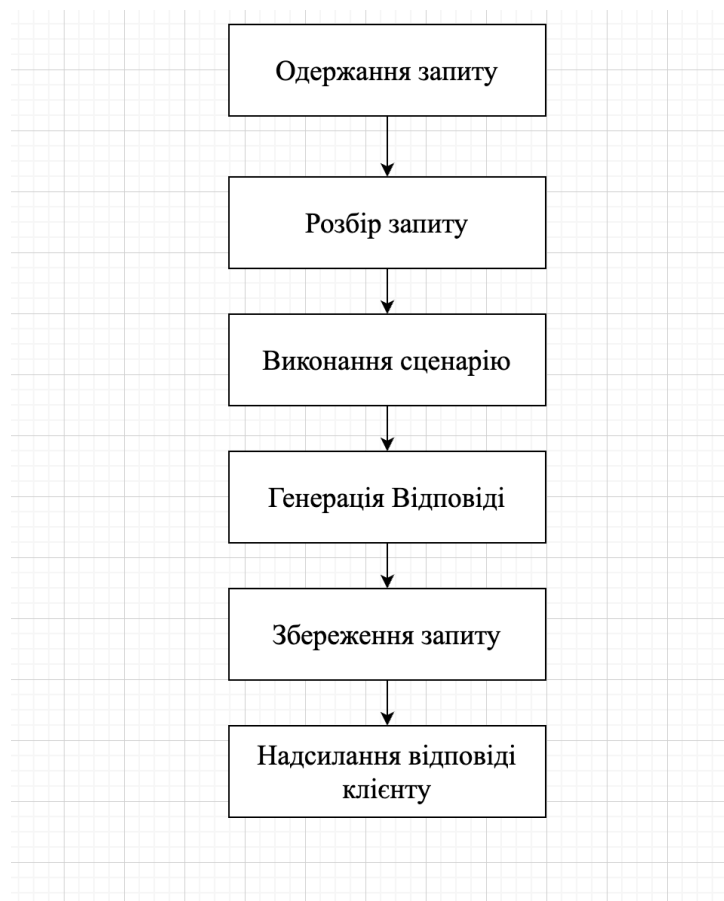 Одержання запиту
Розбір запиту
Виконання сценарію
Генерація Відповіді
Збереження запиту
Надсилання відповіді
клієнту